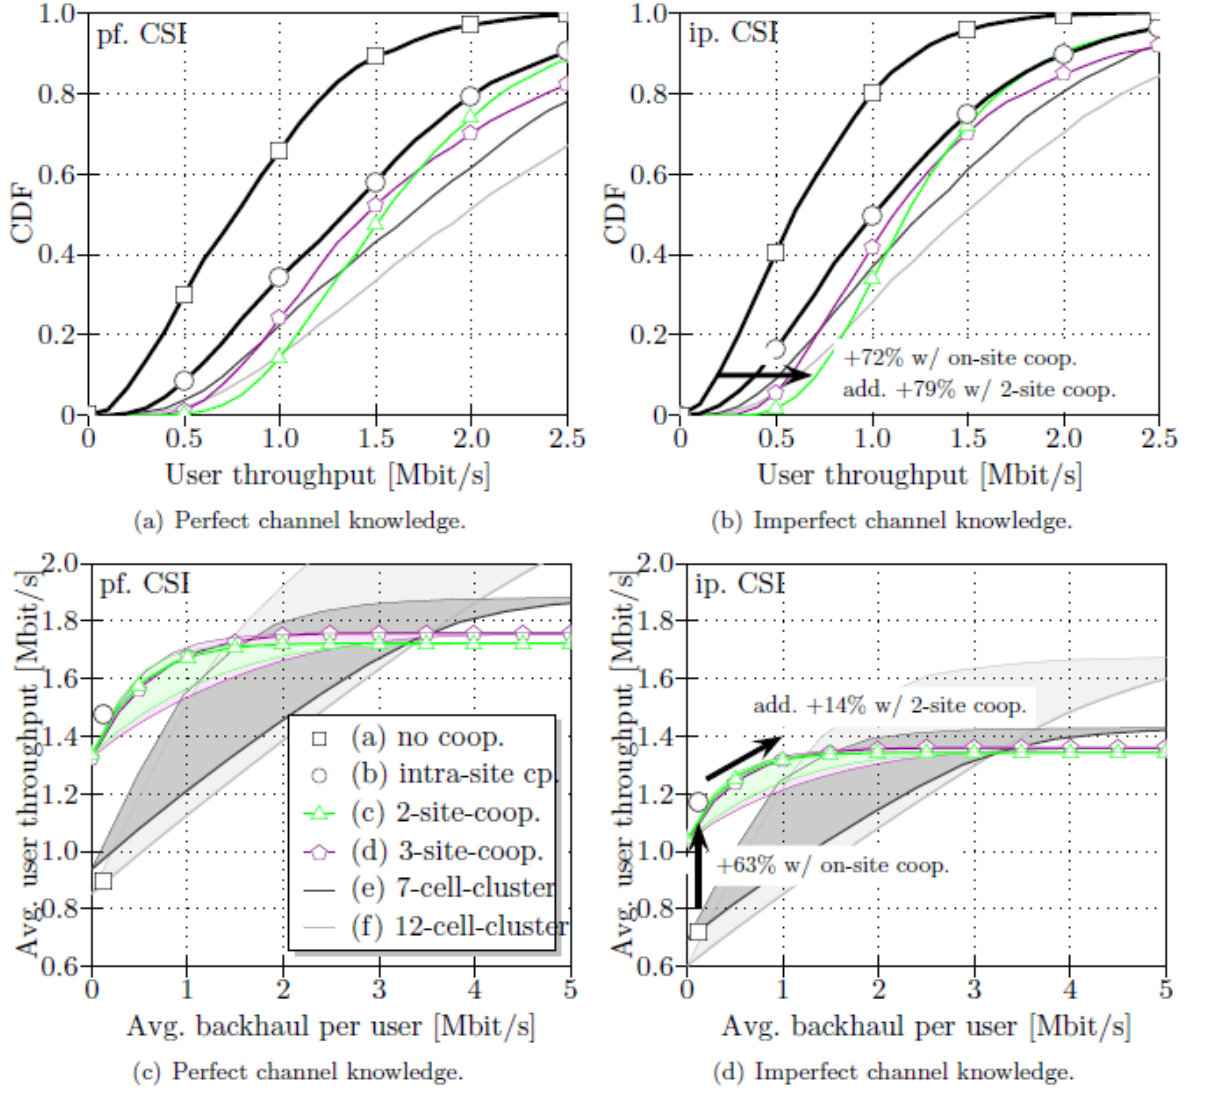 1.0
0.8
0.6
0.4
0.2
0
CDF
pf. CSI
0 0.5 1.0 1.5 2.0 2.5
User throughput [Mbit/s]
(a) Perfect channel knowledge.
1.0
0.8
0.6
0.4
0.2
0
CDF
ip. CSI
+72% w/ on-site coop.
add. +79% w/ 2-site coop.
0 0.5 1.0 1.5 2.0 2.5
User throughput [Mbit/s]
(b) Imperfect channel knowledge.
2.0
1.8
1.6
1.4
1.2
1.0
0.8
0.6
Avg. user throughput [Mbit/s]
pf. CSI
(a) no coop.
(b) intra-site cp.
(c) 2-site-coop.
(d) 3-site-coop.
(e) 7-cell-cluster
(f) 12-cell-cluster
0 1 2 3 4 5
Avg. backhaul per user [Mbit/s]
(c) Perfect channel knowledge.
2.0
1.8
1.6
1.4
1.2
1.0
0.8
0.6
Avg. user throughput [Mbit/s]
ip. CSI
add. +14% w/ 2-site coop.
+63% w/ on-site coop.
0 1 2 3 4 5
Avg. backhaul per user [Mbit/s]
(d) Imperfect channel knowledge.